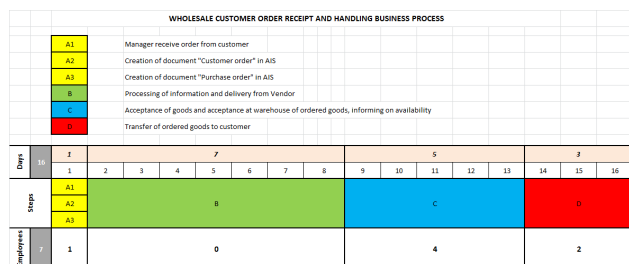 WHOLESALE CUSTOMER ORDER RECEIPT AND HANDLING BUSINESS PROCESS
A1 Manager receive order from customer
A2 Creation of document "Customer order" in AIS
A3 Creation of document "Purchase order" in AIS
B Processing of information and delivery from Vendor
C Acceptance of goods and acceptance at warehouse of ordered goods, informing on availability
D Transfer of ordered goods to customer
Days 16 1 7 5 3
1 2 3 4 5 6 7 8 9 10 11 12 13 14 15 16
Steps A1 A2 A3 B C D
Employees 7 1 0 4 2